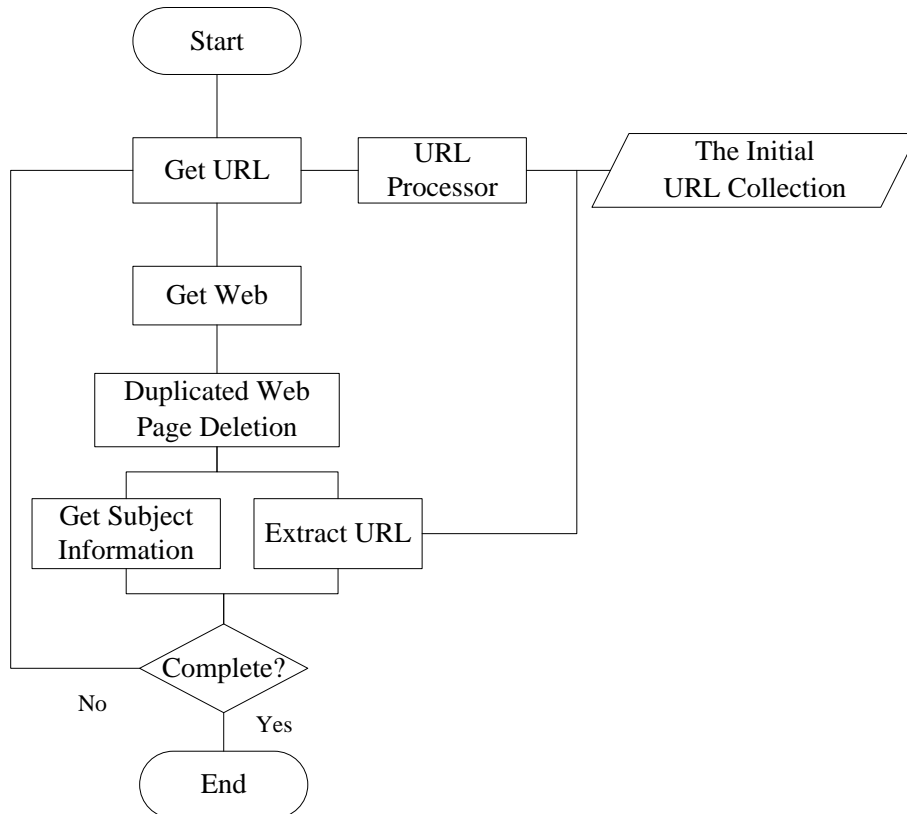 Start
Get URL
URL
Processor
The Initial
URL Collection
Get Web
Duplicated Web
Page Deletion
Get Subject
Information
Extract URL
Complete?
No
Yes
End